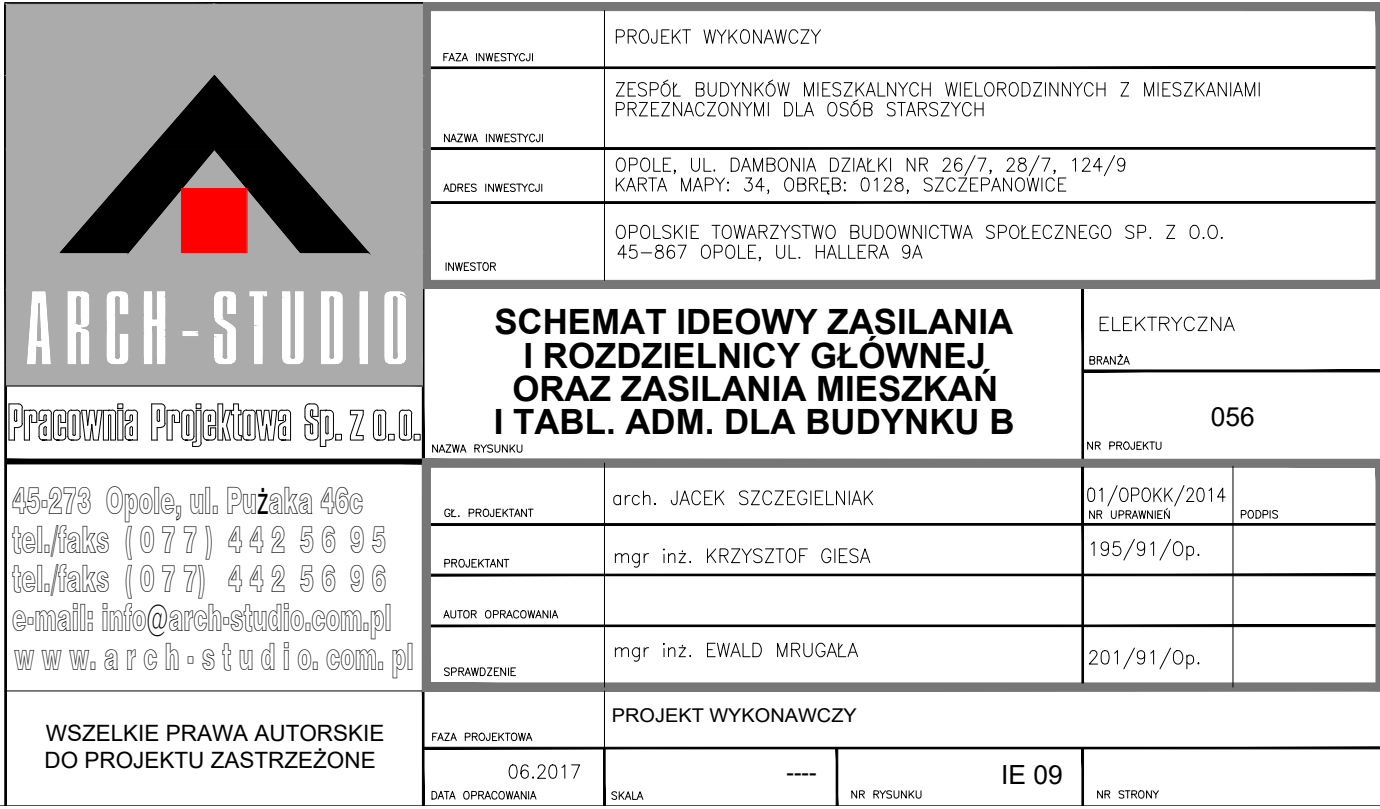 ARCH-STUDIO
Pracownia Projektowa Sp. z o.o.
45-273 Opole, ul. Pużaka 46c
tel./faks (077) 442 56 95
tel./faks (077) 442 56 96
e-mail: info@arch-studio.com.pl
www.arch-studio.com.pl
WSZELKIE PRAWA AUTORSKIE
DO PROJEKTU ZASTRZEŻONE
FAZA INWESTYCJI
PROJEKT WYKONAWCZY
NAZWA INWESTYCJI
ZESPÓŁ BUDYNKÓW MIESZKALNYCH WIELORODZINNYCH Z MIESZKANIAMI
PRZEZNACZONYMI DLA OSÓB STARSZYCH
ADRES INWESTYCJI
OPOLE, UL. DAMBONIA DZIAŁKI NR 26/7, 28/7, 124/9
KARTA MAPY: 34, OBRĘB: 0128, SZCZEPANOWICE
INWESTOR
OPOLSKIE TOWARZYSTWO BUDOWNICTWA SPOŁECZNEGO SP. Z O.O.
45–867 OPOLE, UL. HALLERA 9A
SCHEMAT IDEOWY ZASILANIA
I ROZDZIELNICY GŁÓWNEJ
ORAZ ZASILANIA MIESZKAŃ
I TABL. ADM. DLA BUDYNKU B
NAZWA RYSUNKU
ELEKTRYCZNA
BRANŻA
056
NR PROJEKTU
GŁ. PROJEKTANT
arch. JACEK SZCZEGIELNIAK
01/OPOKK/2014
NR UPRAWNIEŃ
PODPIS
PROJEKTANT
mgr inż. KRZYSZTOF GIESA
195/91/Op.
AUTOR OPRACOWANIA
SPRAWDZENIE
mgr inż. EWALD MRUGAŁA
201/91/Op.
FAZA PROJEKTOWA
PROJEKT WYKONAWCZY
06.2017
DATA OPRACOWANIA
----
SKALA
IE 09
NR RYSUNKU
NR STRONY